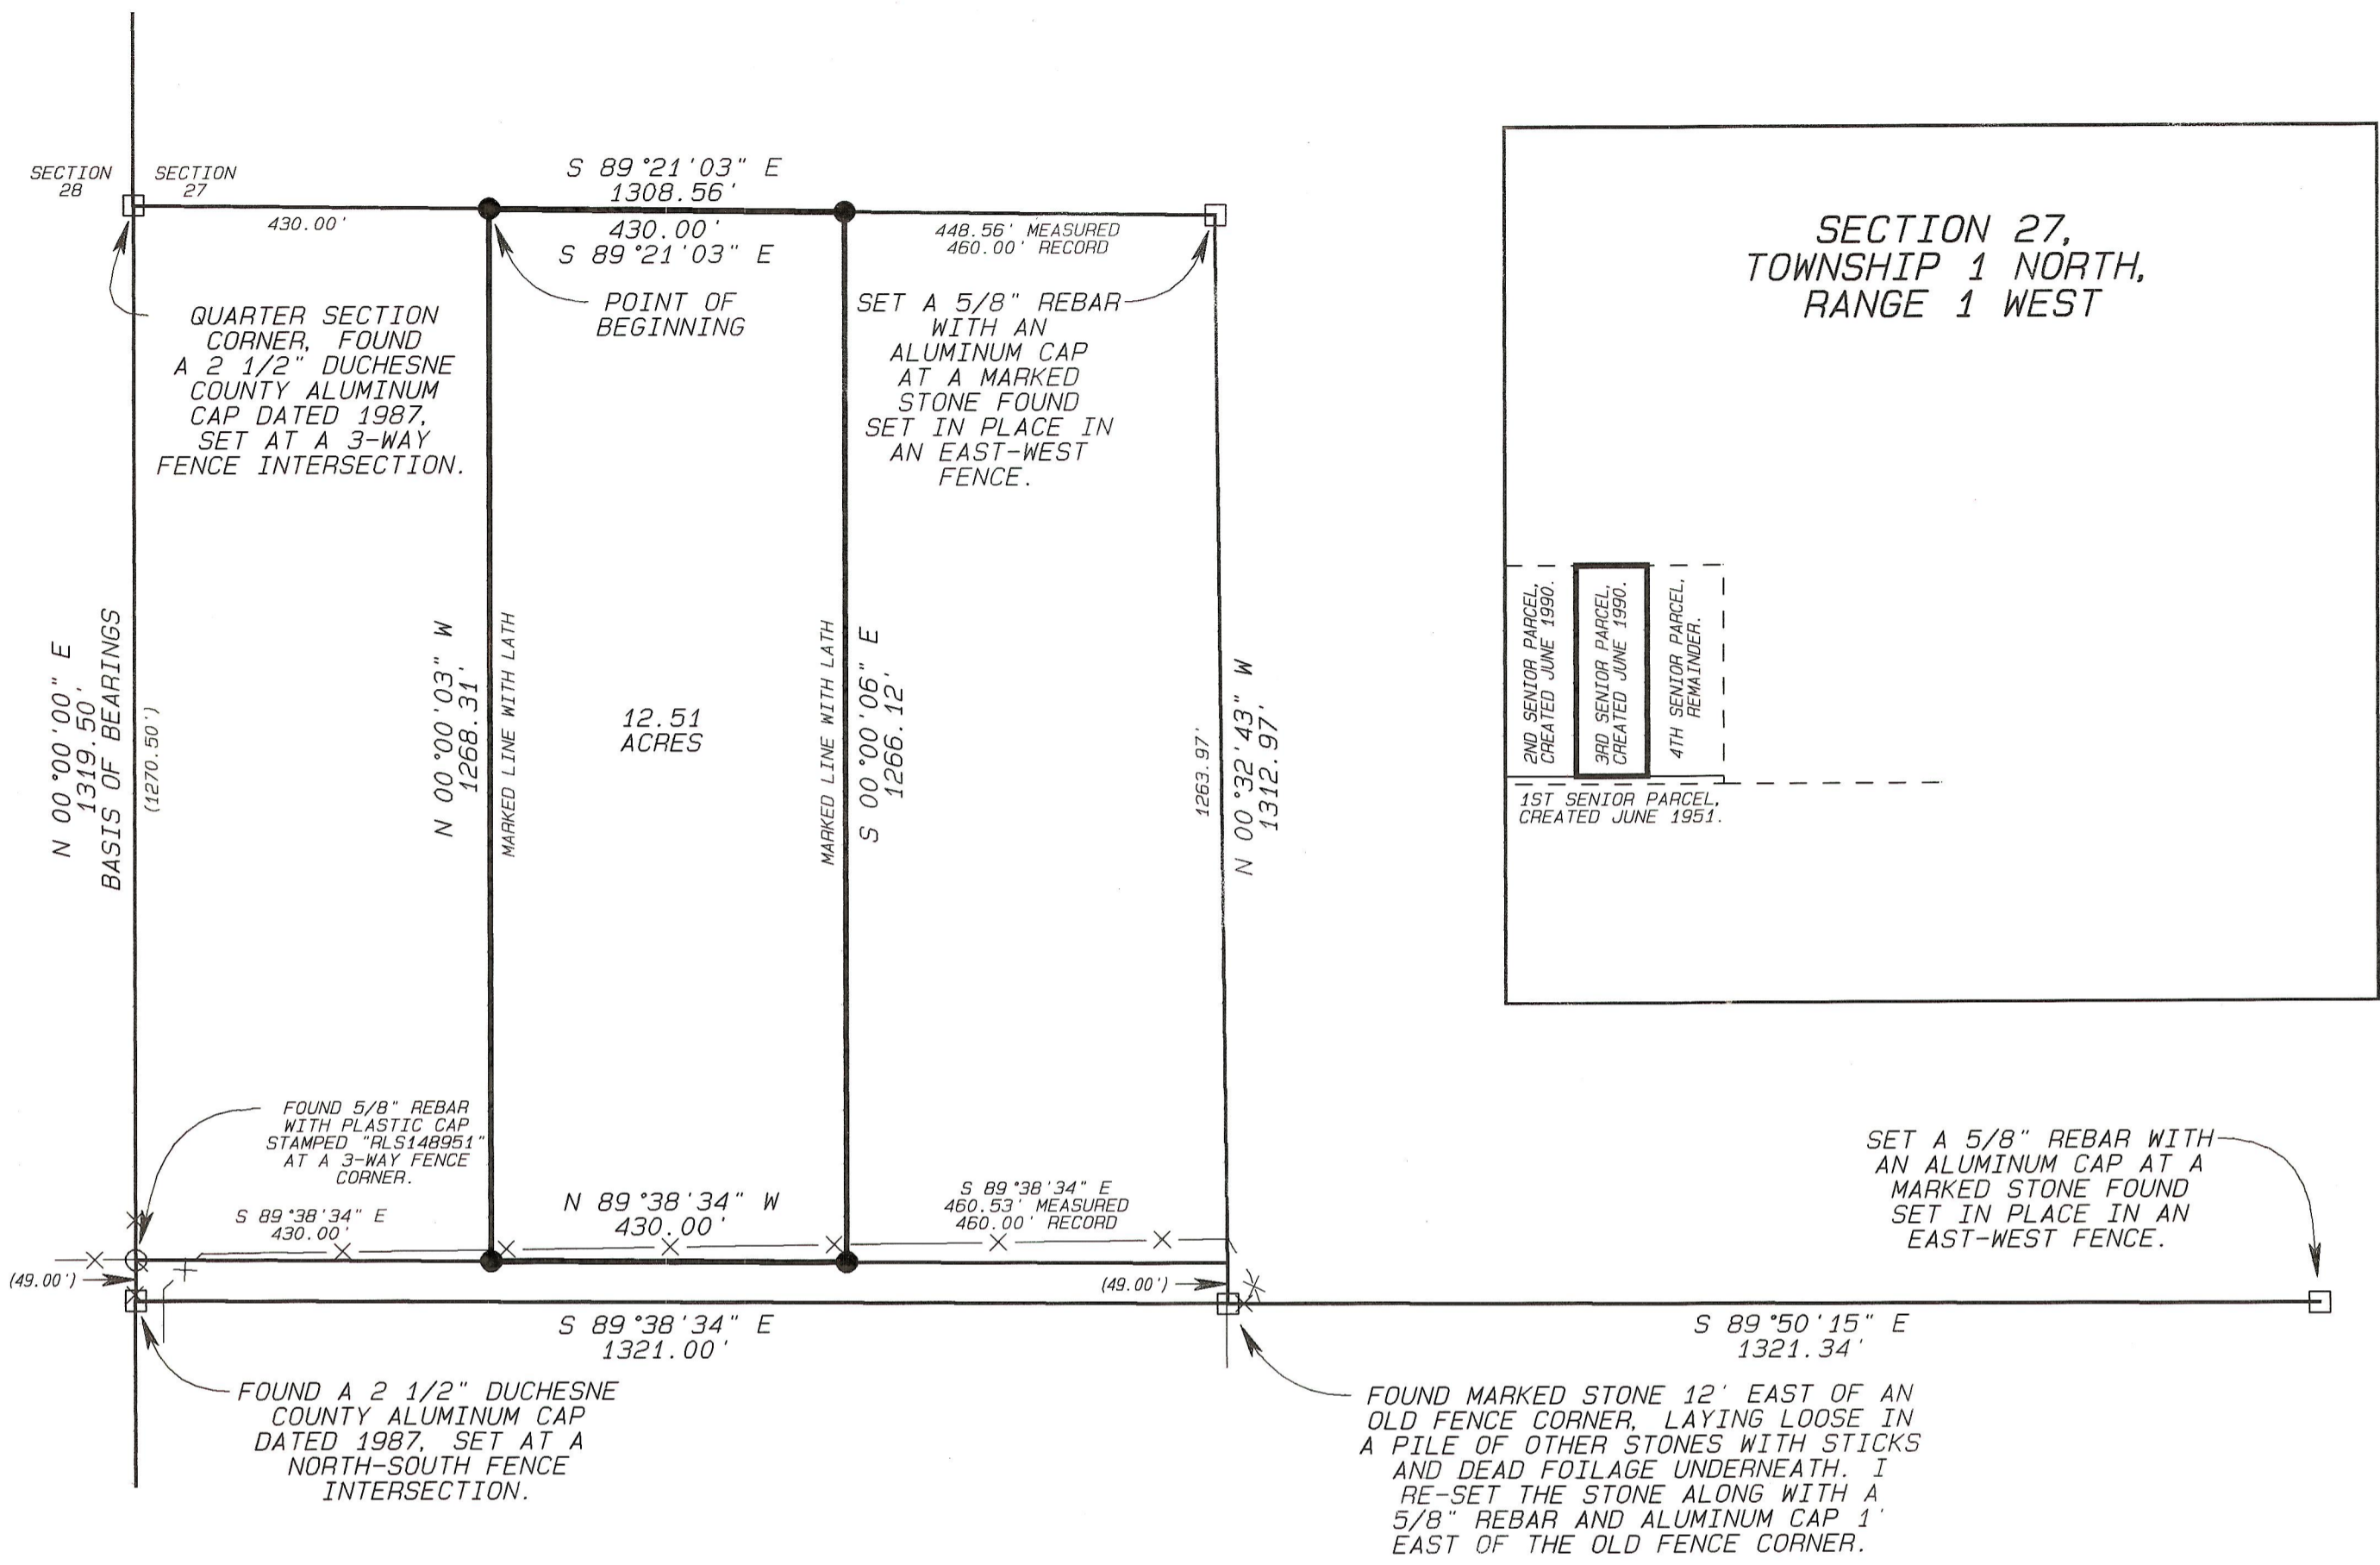 SECTION
28
SECTION
27
S 89°21'03" E
1308.56'
430.00'
430.00'
S 89°21'03" E
448.56' MEASURED
460.00' RECORD
QUARTER SECTION
CORNER, FOUND
A 2 1/2" DUCHESNE
COUNTY ALUMINUM
CAP DATED 1987,
SET AT A 3-WAY
FENCE INTERSECTION.
POINT OF
BEGINNING
SET A 5/8" REBAR
WITH AN
ALUMINUM CAP
AT A MARKED
STONE FOUND
SET IN PLACE IN
AN EAST-WEST
FENCE.
SECTION 27,
TOWNSHIP 1 NORTH,
RANGE 1 WEST
N 00°00'00" E
1319.50'
BASIS OF BEARINGS
(1270.50')
N 00°00'03" W
1268.31'
MARKED LINE WITH LATH
12.51
ACRES
MARKED LINE WITH LATH
S 00°00'06" E
1266.12'
1263.97'
N 00°32'43" W
1312.97'
2ND SENIOR PARCEL,
CREATED JUNE 1990.
3RD SENIOR PARCEL,
CREATED JUNE 1990.
4TH SENIOR PARCEL,
REMAINDER.
1ST SENIOR PARCEL,
CREATED JUNE 1951.
FOUND 5/8" REBAR
WITH PLASTIC CAP
STAMPED "RLS148951"
AT A 3-WAY FENCE
CORNER.
S 89°38'34" E
430.00'
N 89°38'34" W
430.00'
S 89°38'34" E
460.53' MEASURED
460.00' RECORD
SET A 5/8" REBAR WITH
AN ALUMINUM CAP AT A
MARKED STONE FOUND
SET IN PLACE IN AN
EAST-WEST FENCE.
(49.00')
(49.00')
S 89°38'34" E
1321.00'
S 89°50'15" E
1321.34'
FOUND A 2 1/2" DUCHESNE
COUNTY ALUMINUM CAP
DATED 1987, SET AT A
NORTH-SOUTH FENCE
INTERSECTION.
FOUND MARKED STONE 12' EAST OF AN
OLD FENCE CORNER, LAYING LOOSE IN
A PILE OF OTHER STONES WITH STICKS
AND DEAD FOILAGE UNDERNEATH. I
RE-SET THE STONE ALONG WITH A
5/8" REBAR AND ALUMINUM CAP 1'
EAST OF THE OLD FENCE CORNER.